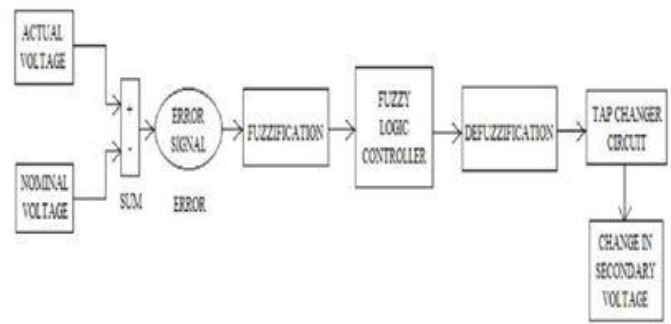 ACTUAL
VOLTAGE
NOMINAL
VOLTAGE
+
-
SUM
ERROR
SIGNAL
ERROR
FUZZIFICATION
FUZZY
LOGIC
CONTROLLER
DEFUZZIFICATION
TAP CHANGER
CIRCUIT
CHANGE IN
SECONDARY
VOLTAGE